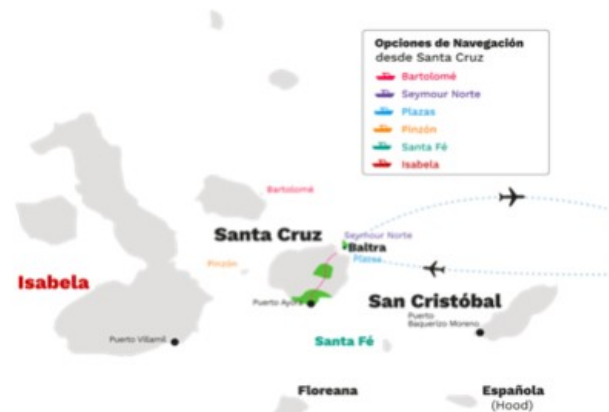 Opciones de Navegación
desde Santa Cruz
Bartolomé
Seymour Norte
Plazas
Pinzón
Santa Fé
Isabela
Bartolomé
Santa Cruz
Seymour Norte
Baltra
Plazas
Pinzón
Isabela
San Cristóbal
Puerto Ayora
Puerto
Baquerizo Moreno
Puerto Villamil
Santa Fé
Floreana
Española
(Hood)